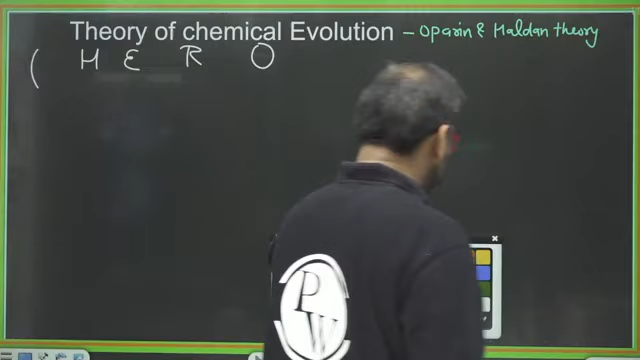 Theory of chemical Evolution - Oparin & Haldan theory
( H E R O
PW